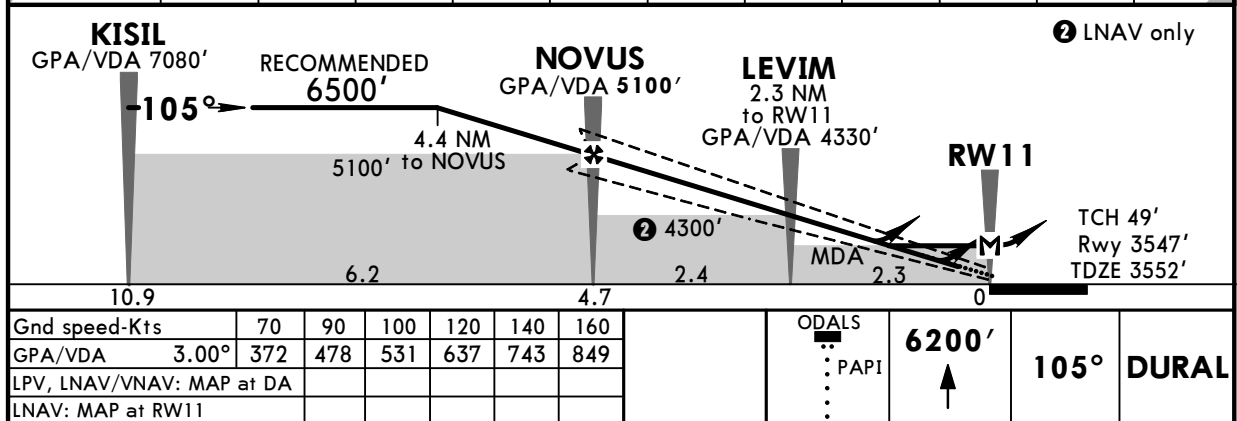 ❷ LNAV only
KISIL
GPA/VDA 7080'
105°
RECOMMENDED
6500'
4.4 NM
to NOVUS
5100'
NOVUS
GPA/VDA 5100'
LEVIM
2.3 NM
to RW11
GPA/VDA 4330'
❷ 4300'
RW11
M
MDA
TCH 49'
Rwy 3547'
TDZE 3552'
6.2 2.4 2.3
10.9 4.7 0
Gnd speed-Kts 70 90 100 120 140 160
GPA/VDA 3.00° 372 478 531 637 743 849
LPV, LNAV/VNAV: MAP at DA
LNAV: MAP at RW11
ODALS
PAPI
6200'
105°
DURAL